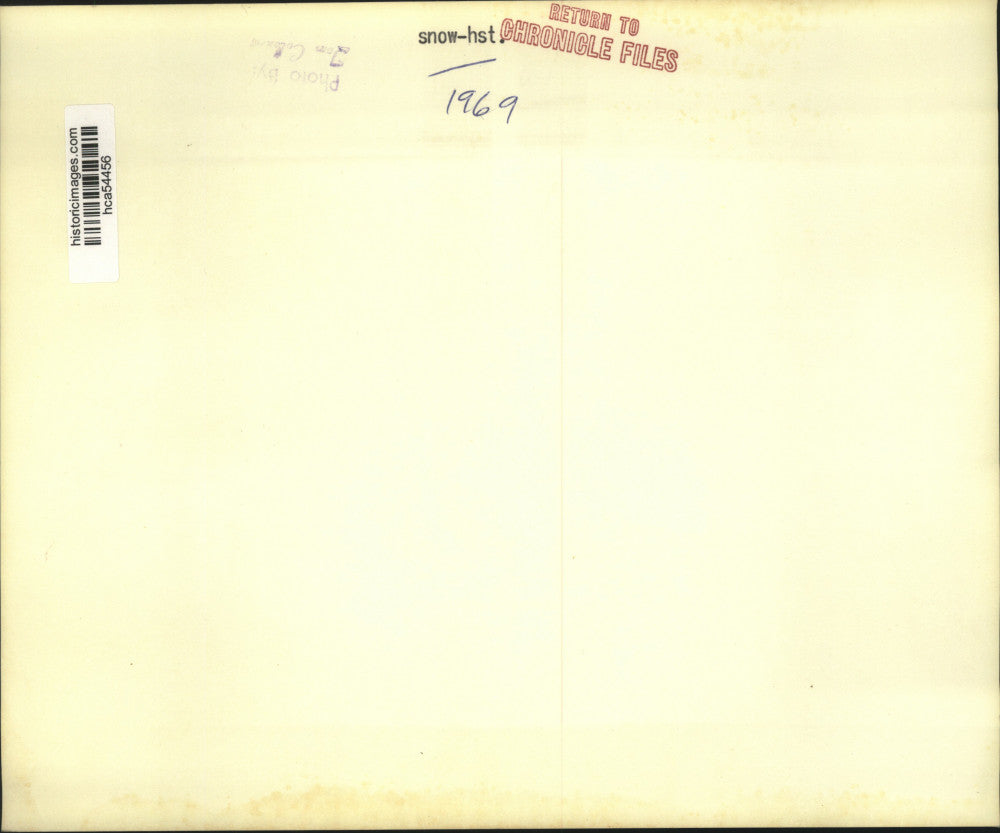 RETURN TO
CHRONICLE FILES
snow-hst.
1969
Photo By:
historicimages.com
hca54456